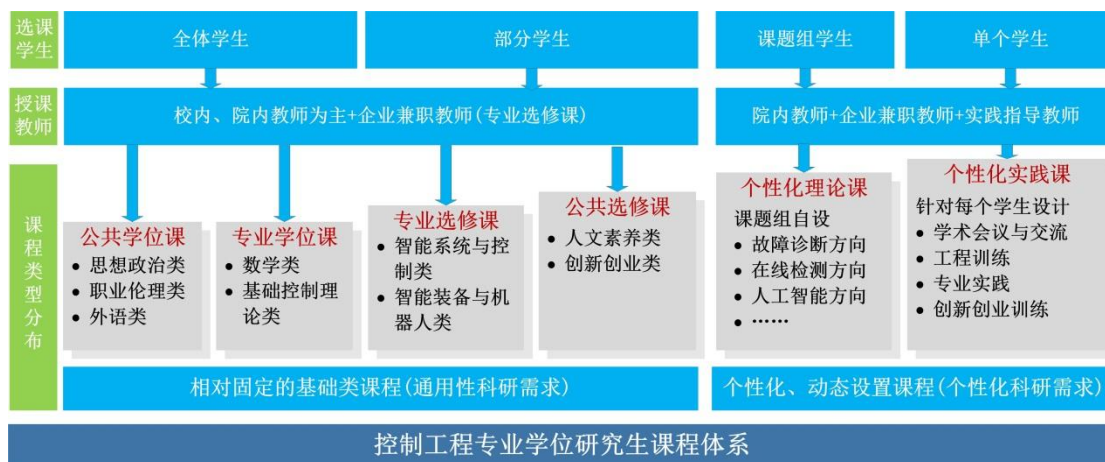 选课
学生
全体学生
部分学生
课题组学生
单个学生
授课
教师
校内、院内教师为主+企业兼职教师(专业选修课)
院内教师+企业兼职教师+实践指导教师
课
程
类
型
分
布
公共学位课
• 思想政治类
• 职业伦理类
• 外语类
专业学位课
• 数学类
• 基础控制理
论类
专业选修课
• 智能系统与控
制类
• 智能装备与机
器人类
公共选修课
• 人文素养类
• 创新创业类
个性化理论课
课题组自设
• 故障诊断方向
• 在线检测方向
• 人工智能方向
• ……
个性化实践课
针对每个学生设计
• 学术会议与交流
• 工程训练
• 专业实践
• 创新创业训练
相对固定的基础类课程(通用性科研需求)
个性化、动态设置课程(个性化科研需求)
控制工程专业学位研究生课程体系